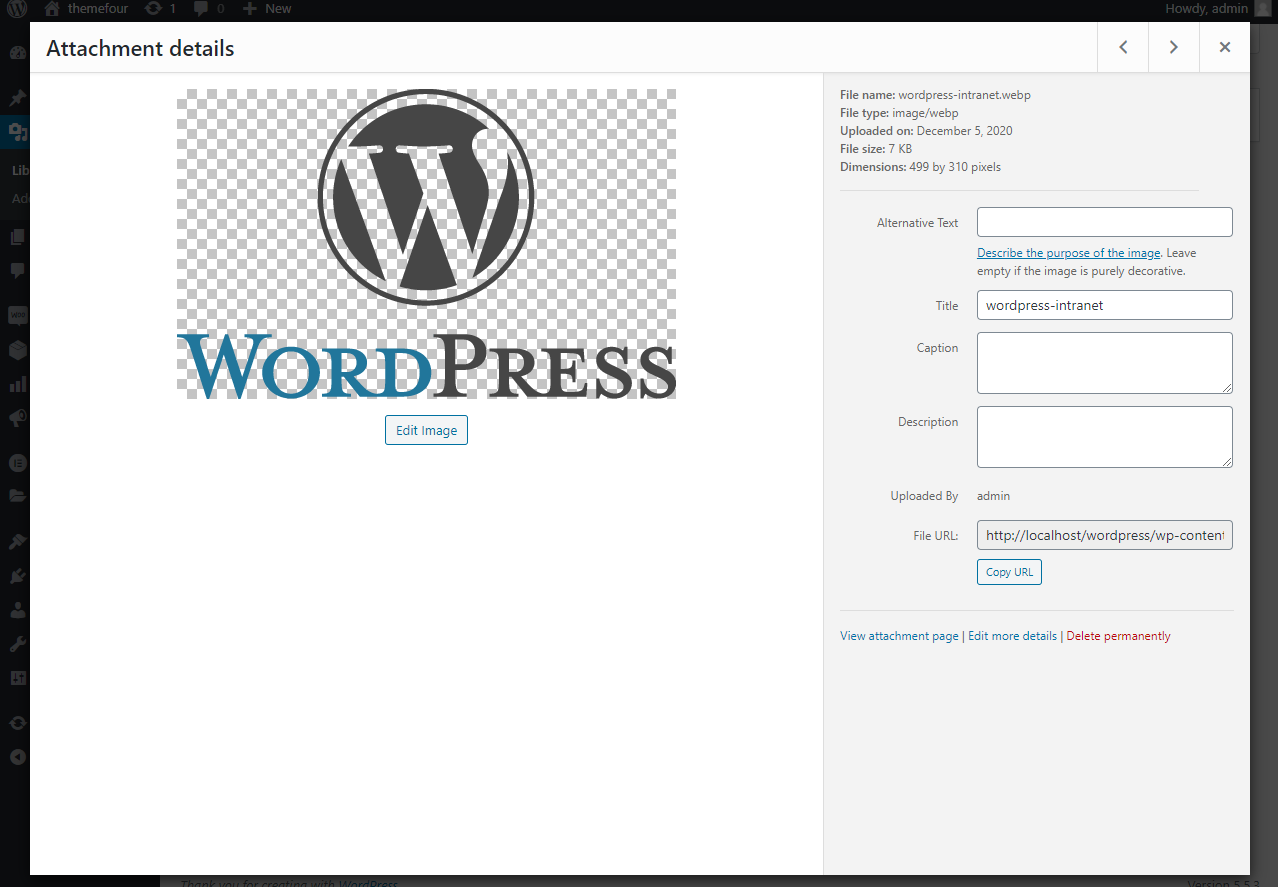 themefour 1 0 New Howdy, admin
Attachment details
File name: wordpress-intranet.webp
File type: image/webp
Uploaded on: December 5, 2020
File size: 7 KB
Dimensions: 499 by 310 pixels
Lib
Add
Alternative Text
Describe the purpose of the image. Leave
empty if the image is purely decorative.
Title wordpress-intranet
WORDPRESS
Caption
Edit Image
Description
Uploaded By admin
File URL: http://localhost/wordpress/wp-content
Copy URL
View attachment page | Edit more details | Delete permanently
Thank you for creating with WordPress
Version 5.5.3